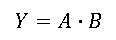 Y = A · B